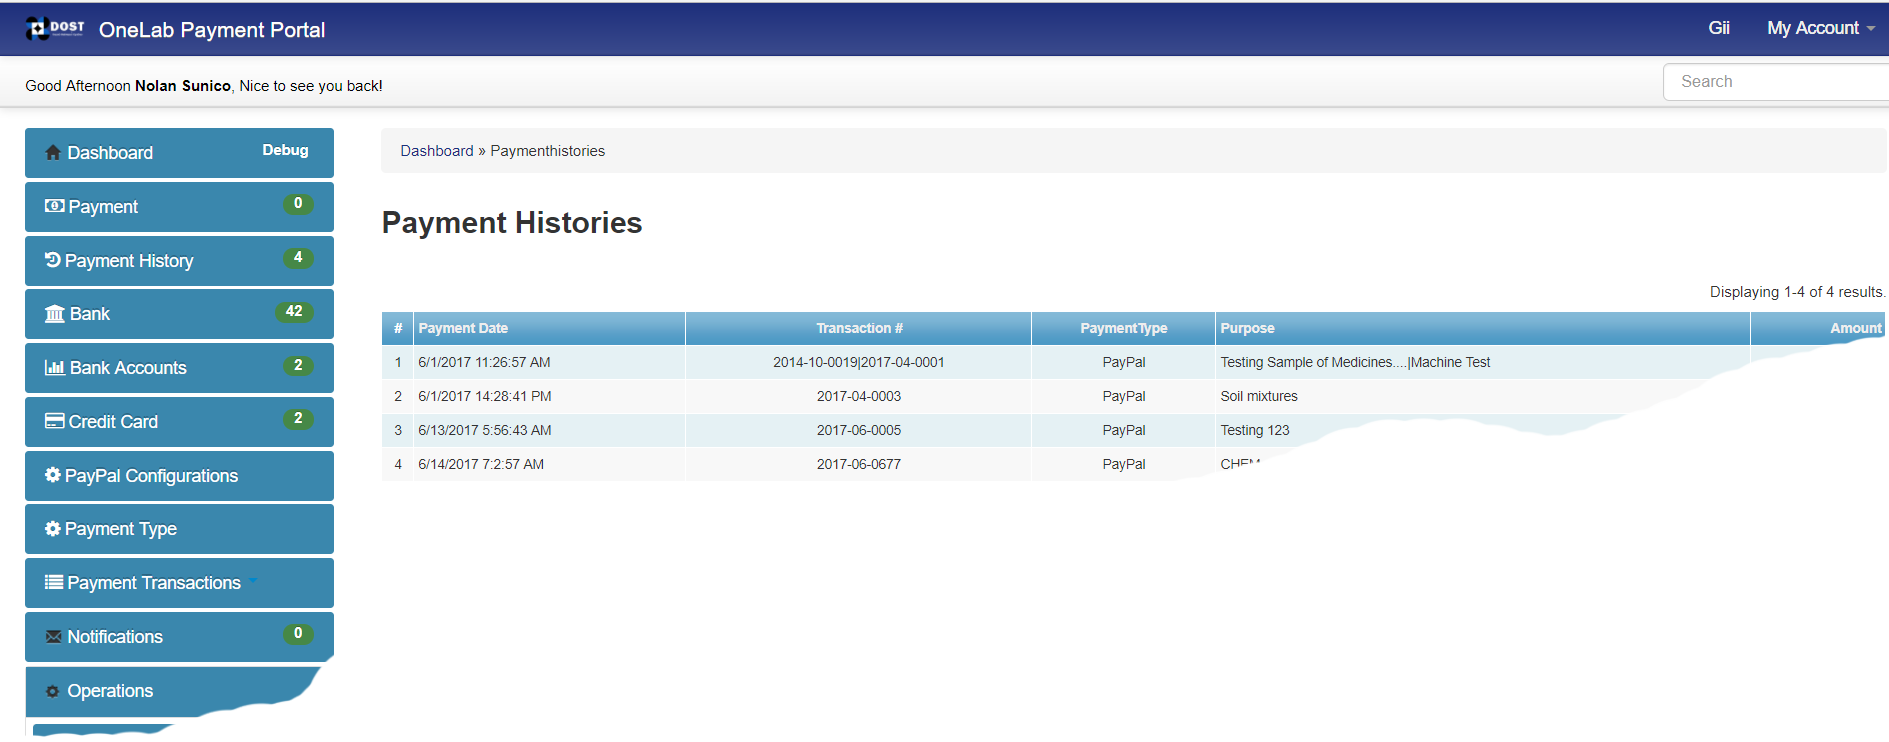 DOST OneLab Payment Portal Gii My Account
Good Afternoon Nolan Sunico, Nice to see you back! Search
Dashboard Debug
Payment 0
Payment History 4
Bank 42
Bank Accounts 2
Credit Card 2
PayPal Configurations
Payment Type
Payment Transactions
Notifications 0
Operations
Dashboard » Paymenthistories
Payment Histories
Displaying 1-4 of 4 results.
# Payment Date Transaction # PaymentType Purpose Amount
1 6/1/2017 11:26:57 AM 2014-10-0019|2017-04-0001 PayPal Testing Sample of Medicines....|Machine Test
2 6/1/2017 14:28:41 PM 2017-04-0003 PayPal Soil mixtures
3 6/13/2017 5:56:43 AM 2017-06-0005 PayPal Testing 123
4 6/14/2017 7:2:57 AM 2017-06-0677 PayPal CHEM